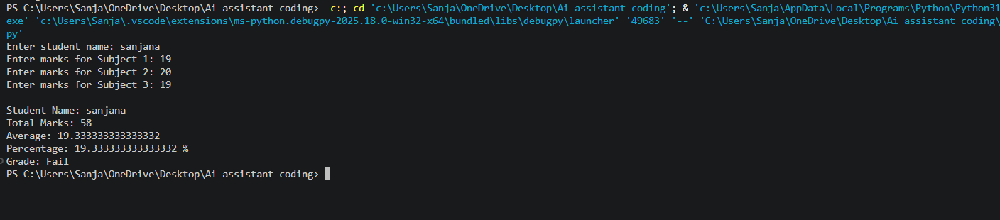 PS C:\Users\Sanja\OneDrive\Desktop\Ai assistant coding>  c:; cd 'c:\Users\Sanja\OneDrive\Desktop\Ai assistant coding'; & 'c:\Users\Sanja\AppData\Local\Programs\Python\Python31
exe' 'c:\Users\Sanja\.vscode\extensions\ms-python.debugpy-2025.18.0-win32-x64\bundled\libs\debugpy\launcher' '49683' '--' 'C:\Users\Sanja\OneDrive\Desktop\Ai assistant coding\
py'
Enter student name: sanjana
Enter marks for Subject 1: 19
Enter marks for Subject 2: 20
Enter marks for Subject 3: 19
Student Name: sanjana
Total Marks: 58
Average: 19.333333333333332
Percentage: 19.333333333333332 %
Grade: Fail
PS C:\Users\Sanja\OneDrive\Desktop\Ai assistant coding>